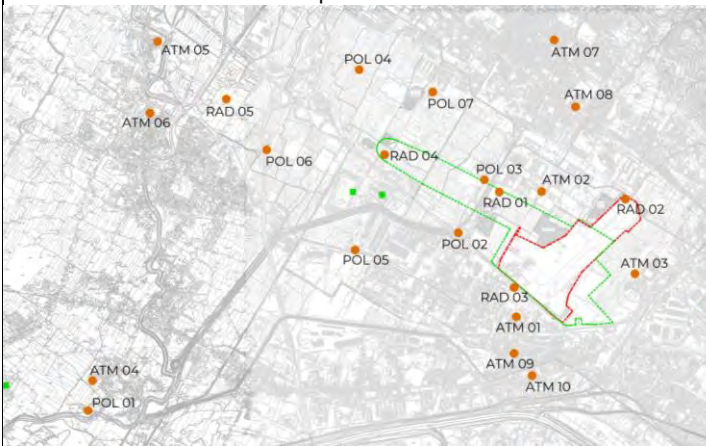 ATM 05
ATM 07
POL 04
POL 07
ATM 08
RAD 05
ATM 06
POL 06
RAD 04
POL 03
ATM 02
RAD 01
RAD 02
POL 02
POL 05
ATM 03
RAD 03
ATM 01
ATM 09
ATM 04
ATM 10
POL 01